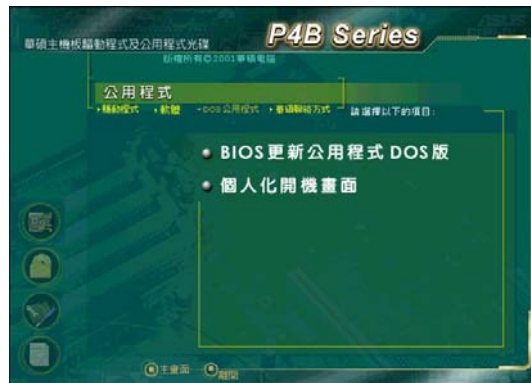 P4B Series
華碩主機板驅動程式及公用程式光碟
版權所有©2001華碩電腦
公用程式
驅動程式 軟體 DOS公用程式 華碩聯絡方式 請選擇以下的項目:
BIOS更新公用程式 DOS版
個人化開機畫面
主畫面 離開